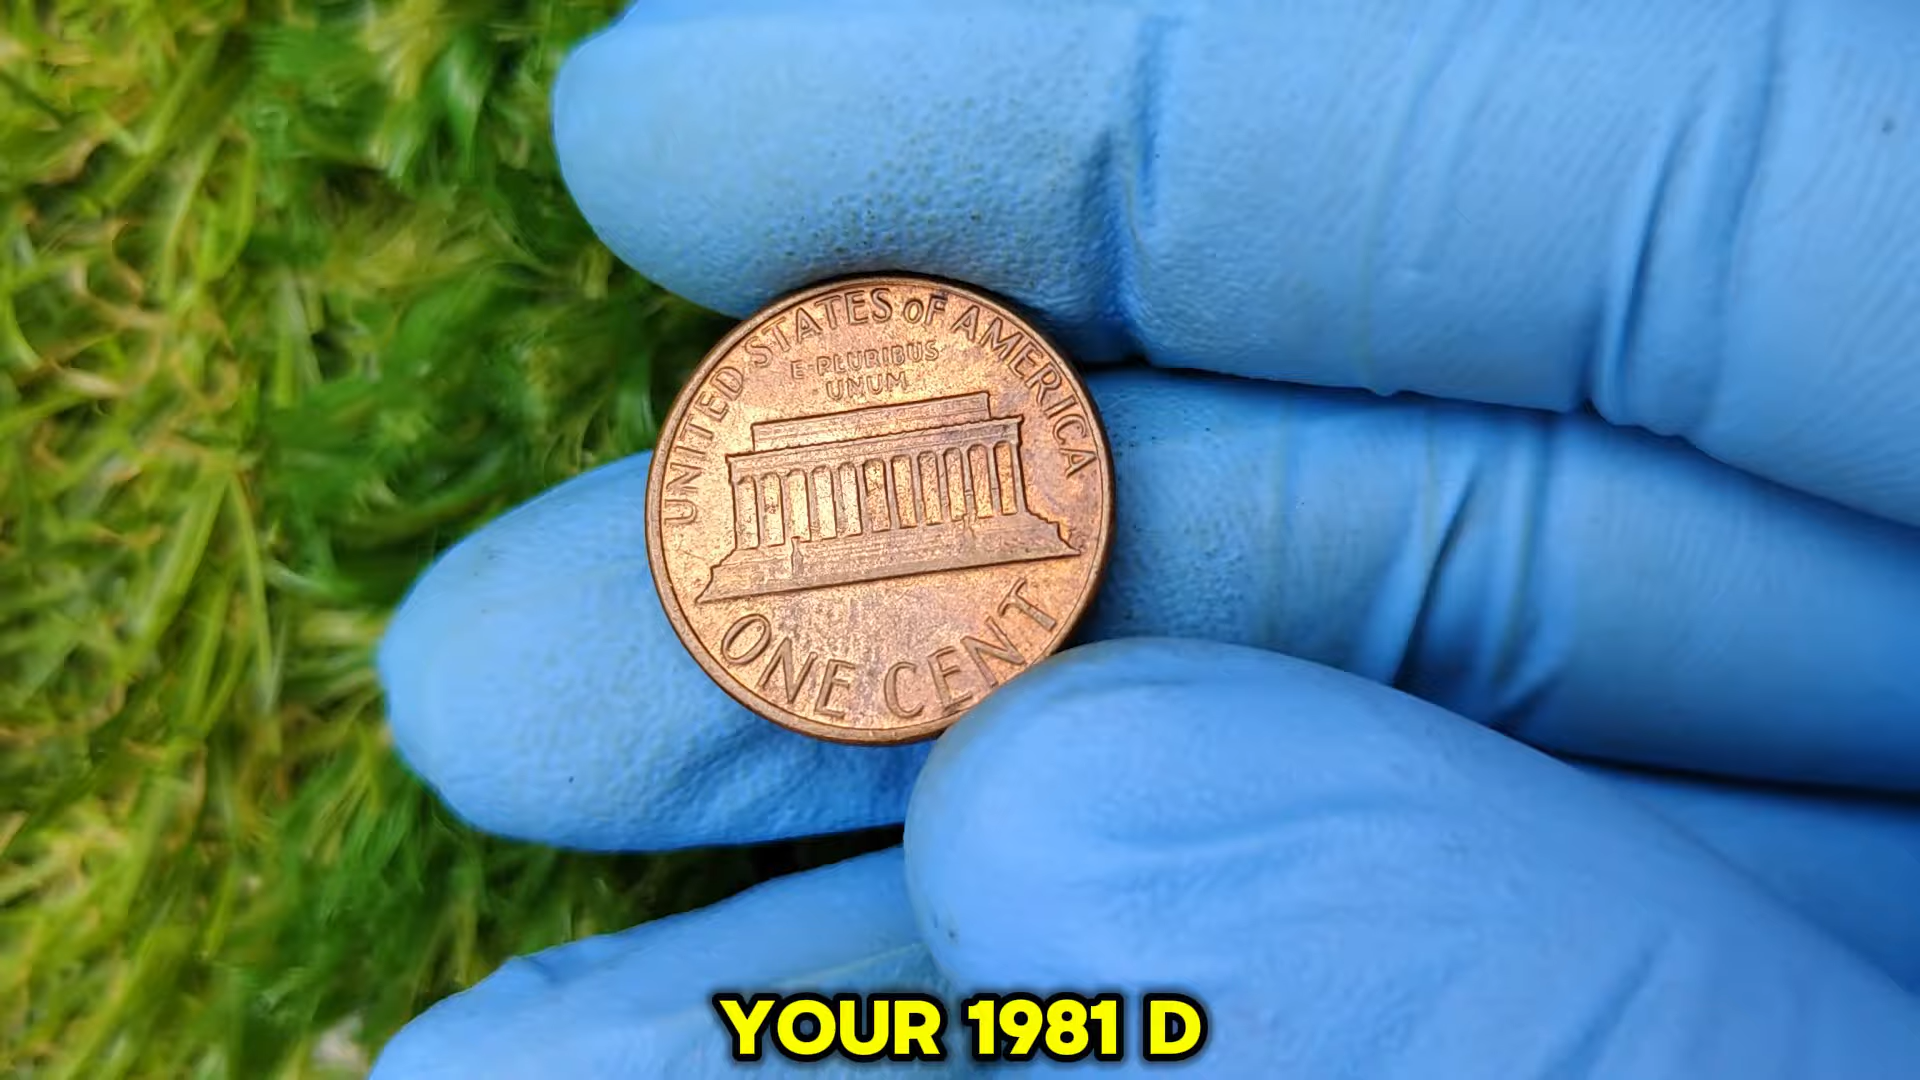 UNITED STATES OF AMERICA
E·PLURIBUS
UNUM
ONE CENT
YOUR 1981 D